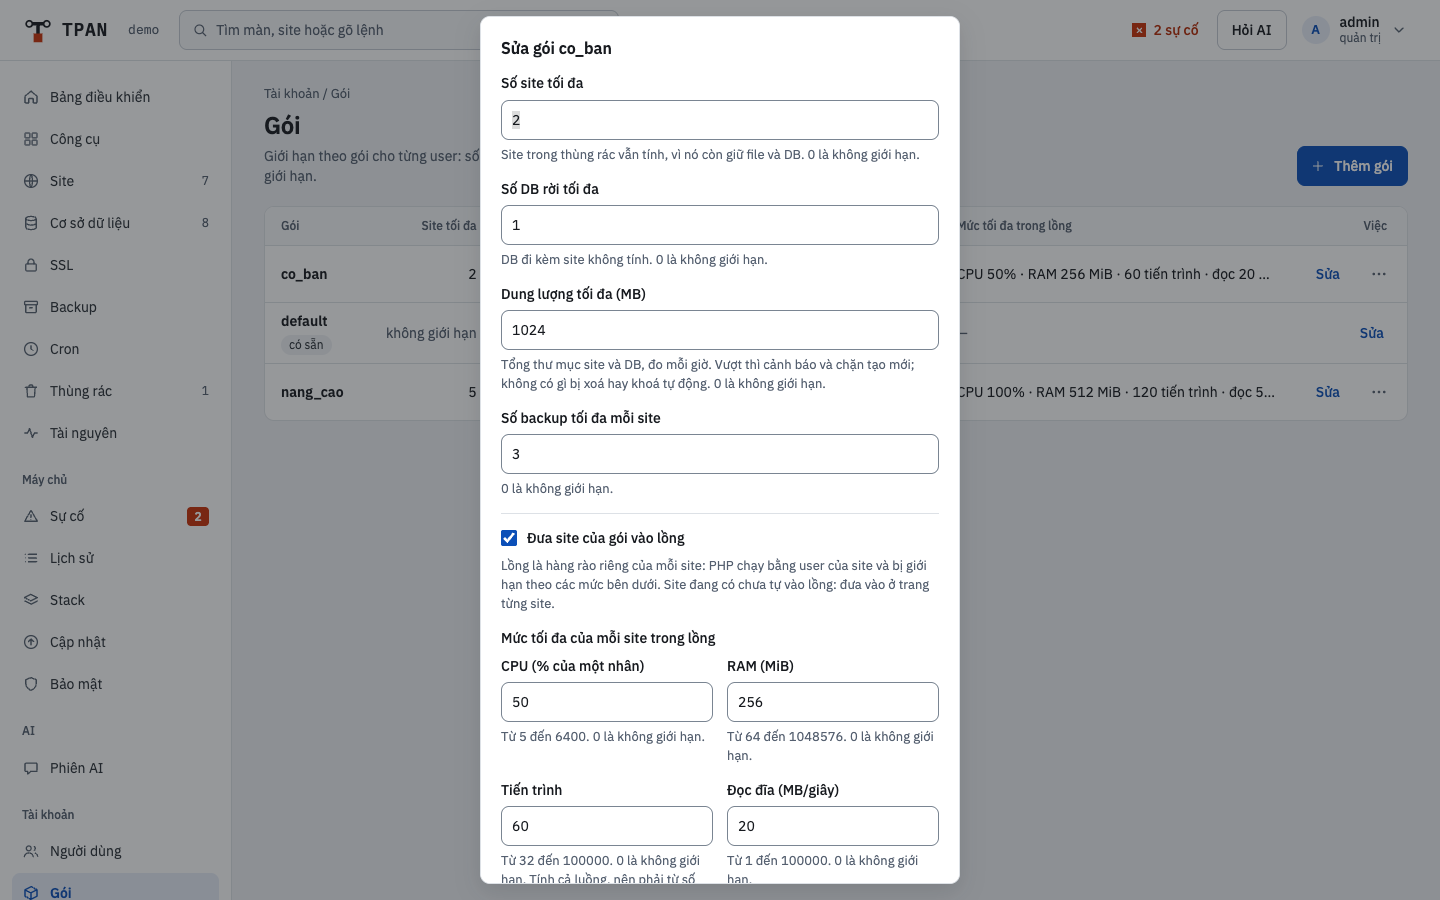 TPAN
demo
Tìm màn, site hoặc gõ lệnh
2 sự cố
Hỏi AI
A
admin
quản trị
Bảng điều khiển
Công cụ
Site
7
Cơ sở dữ liệu
8
SSL
Backup
Cron
Thùng rác
1
Tài nguyên
Máy chủ
Sự cố
2
Lịch sử
Stack
Cập nhật
Bảo mật
AI
Phiên AI
Tài khoản
Người dùng
Gói
Tài khoản / Gói
Gói
Giới hạn theo gói cho từng user: số
giới hạn.
Thêm gói
Gói
Site tối đa
Mức tối đa trong lồng
Việc
co_ban
2
CPU 50% · RAM 256 MiB · 60 tiến trình · đọc 20 ...
Sửa
default
có sẵn
không giới hạn
—
Sửa
nang_cao
5
CPU 100% · RAM 512 MiB · 120 tiến trình · đọc 5...
Sửa
Sửa gói co_ban
Số site tối đa
2
Site trong thùng rác vẫn tính, vì nó còn giữ file và DB. 0 là không giới hạn.
Số DB rời tối đa
1
DB đi kèm site không tính. 0 là không giới hạn.
Dung lượng tối đa (MB)
1024
Tổng thư mục site và DB, đo mỗi giờ. Vượt thì cảnh báo và chặn tạo mới;
không có gì bị xoá hay khoá tự động. 0 là không giới hạn.
Số backup tối đa mỗi site
3
0 là không giới hạn.
Đưa site của gói vào lồng
Lồng là hàng rào riêng của mỗi site: PHP chạy bằng user của site và bị giới
hạn theo các mức bên dưới. Site đang có chưa tự vào lồng: đưa vào ở trang
từng site.
Mức tối đa của mỗi site trong lồng
CPU (% của một nhân)
RAM (MiB)
50
256
Từ 5 đến 6400. 0 là không giới hạn.
Từ 64 đến 1048576. 0 là không giới
hạn.
Tiến trình
Đọc đĩa (MB/giây)
60
20
Từ 32 đến 100000. 0 là không giới
hạn. Tính cả luồng, nên phải từ số
Từ 1 đến 100000. 0 là không giới
hạn.